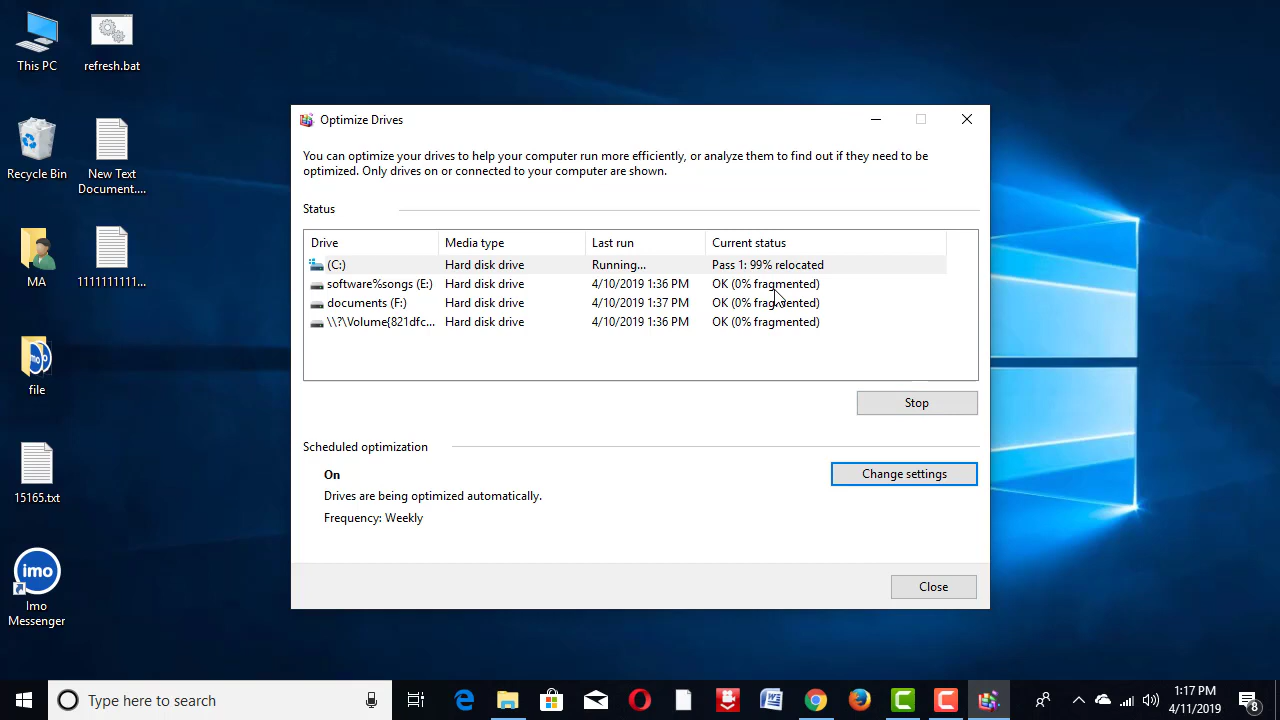 This PC
refresh.bat
Recycle Bin
New Text
Document....
MA
1111111111...
file
15165.txt
imo
Imo
Messenger
Optimize Drives
You can optimize your drives to help your computer run more efficiently, or analyze them to find out if they need to be
optimized. Only drives on or connected to your computer are shown.
Status
Drive Media type Last run Current status
(C:) Hard disk drive Running... Pass 1: 99% relocated
software%songs (E:) Hard disk drive 4/10/2019 1:36 PM OK (0% fragmented)
documents (F:) Hard disk drive 4/10/2019 1:37 PM OK (0% fragmented)
\\?\Volume{821dfc... Hard disk drive 4/10/2019 1:36 PM OK (0% fragmented)
Stop
Scheduled optimization
On
Change settings
Drives are being optimized automatically.
Frequency: Weekly
Close
Type here to search
1:17 PM
4/11/2019
8